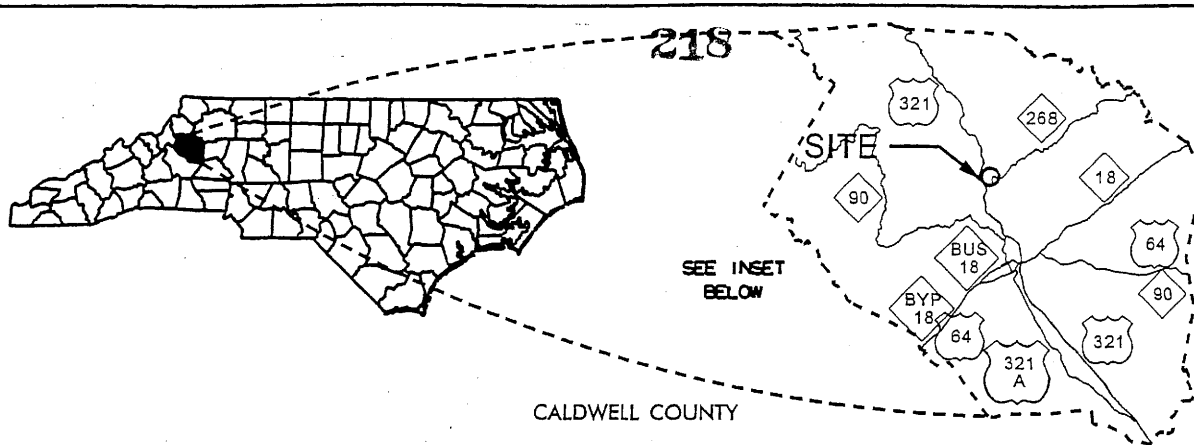 218
321
268
SITE
18
90
64
BUS
18
SEE INSET
BELOW
90
BYP
18
64
321
321
A
CALDWELL COUNTY